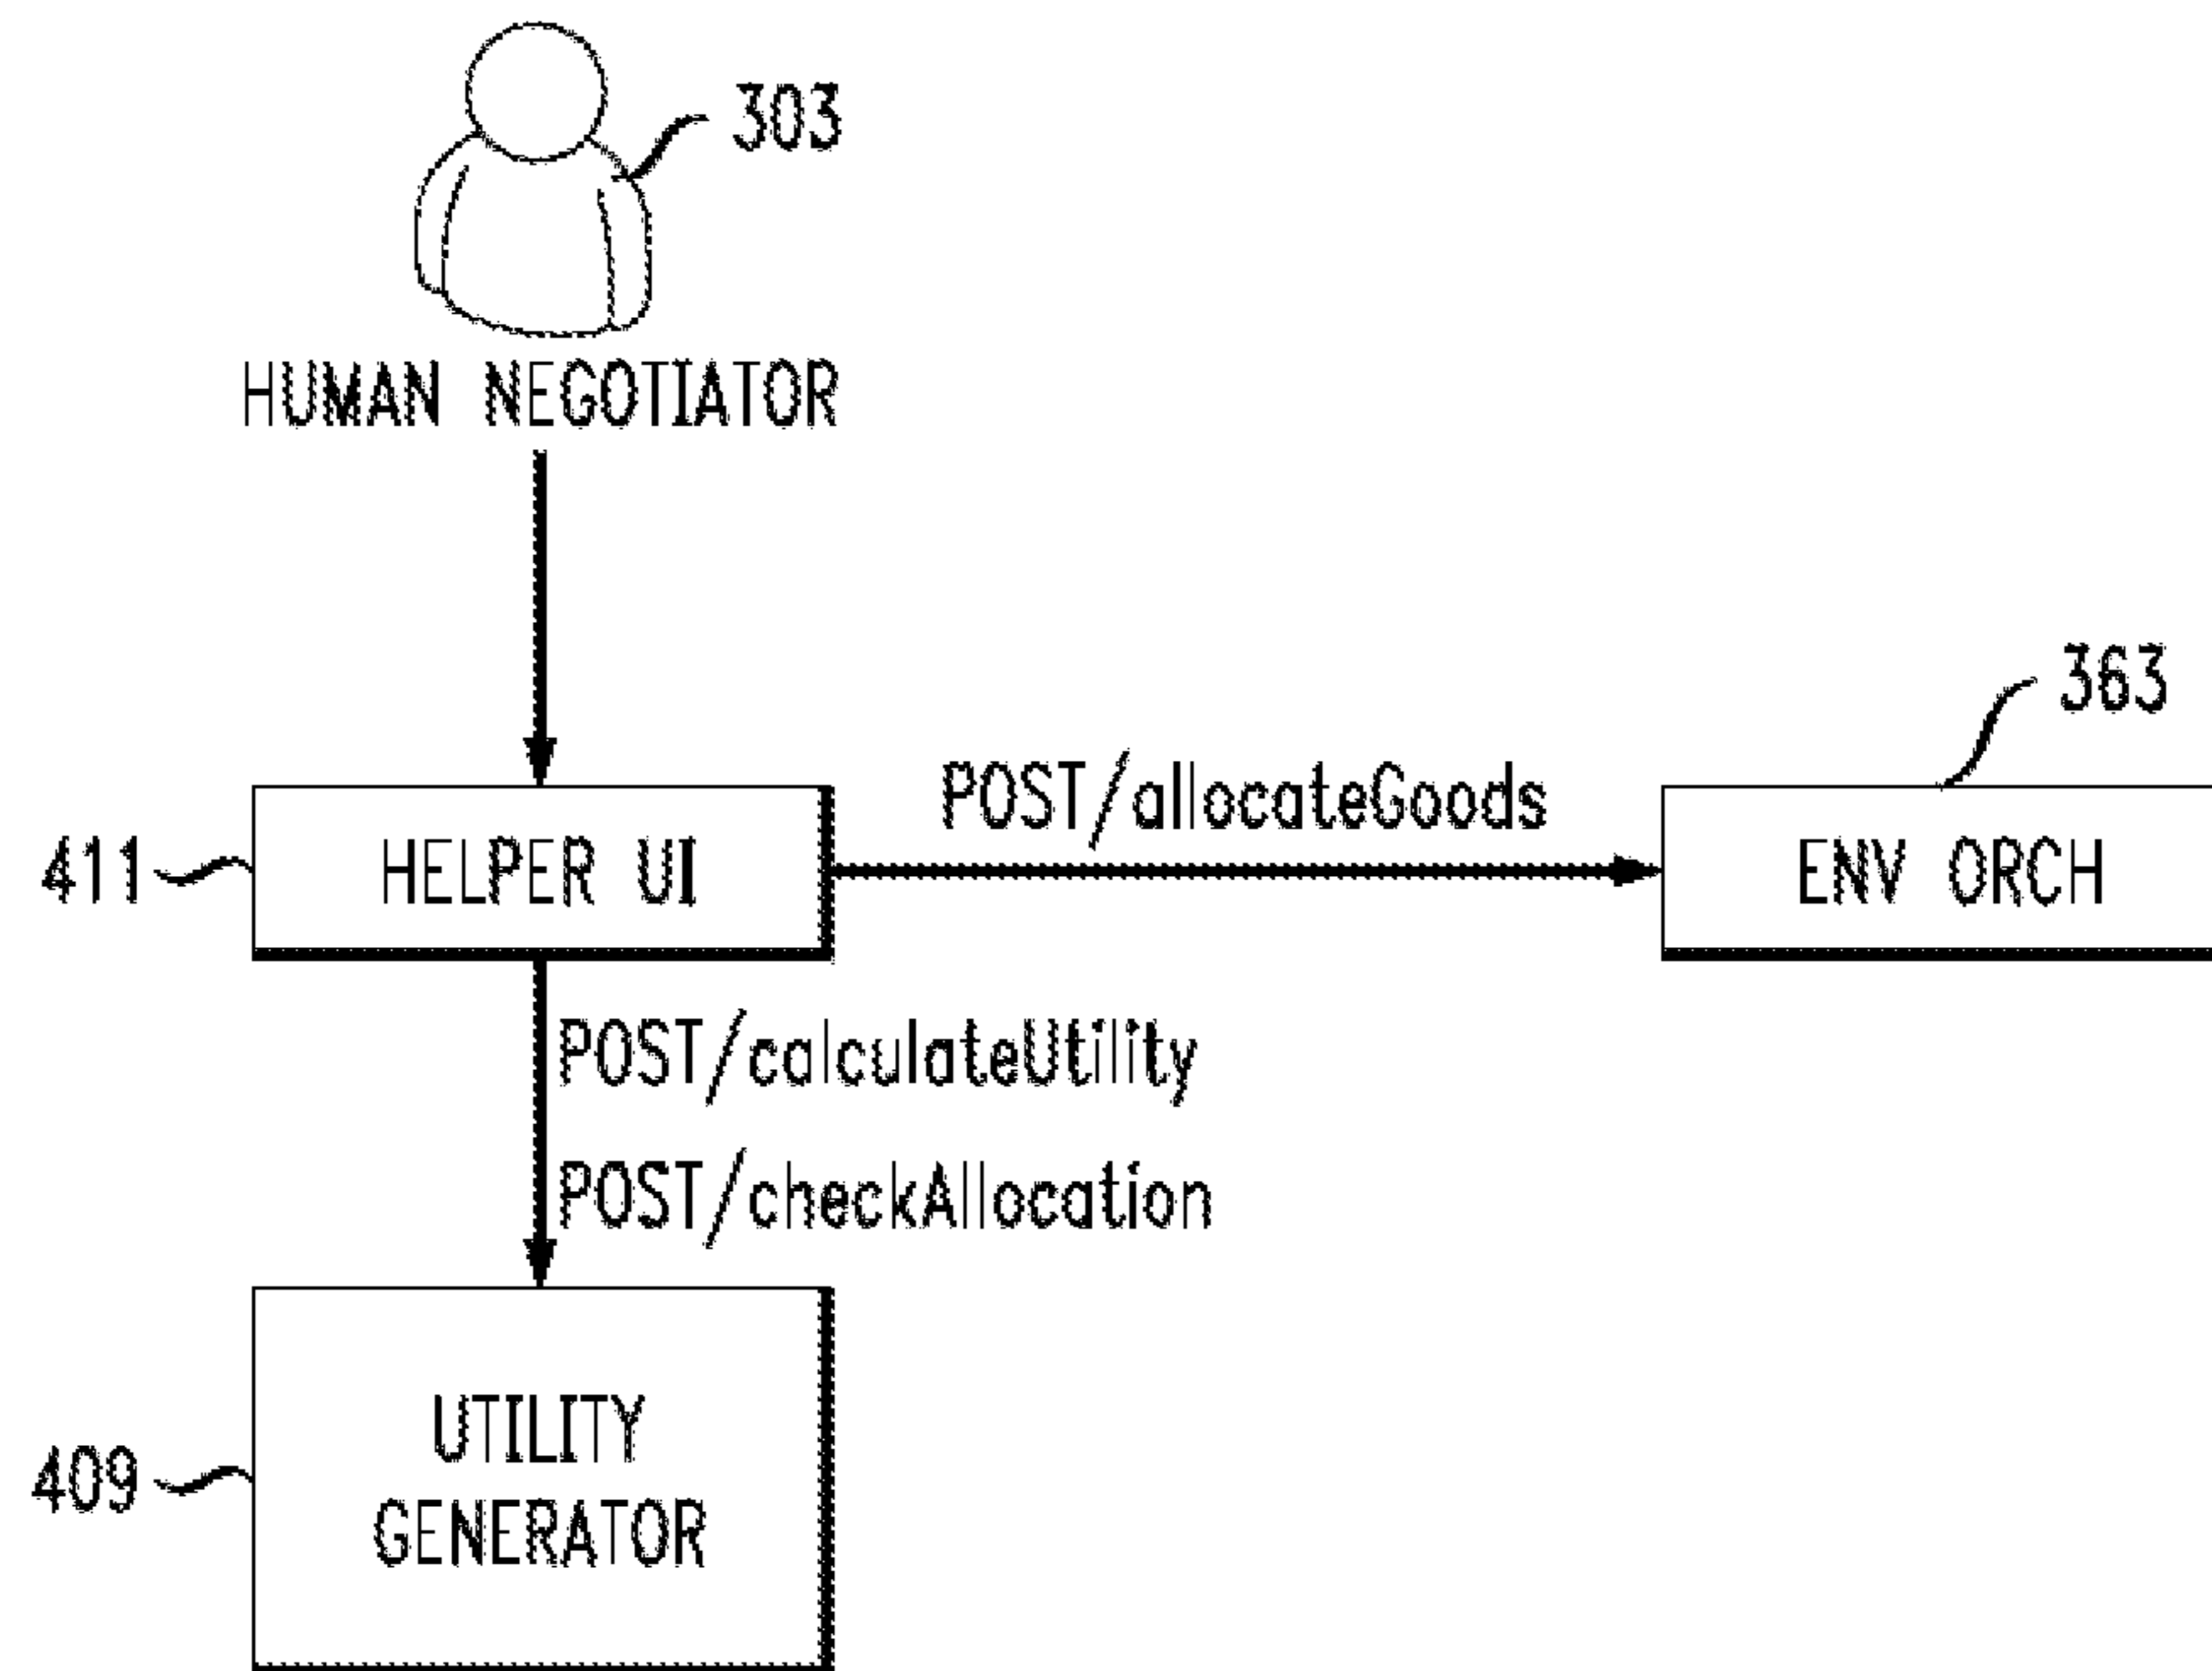 303
HUMAN NEGOTIATOR
363
POST/allocateGoods
411
HELPER UI
ENV ORCH
POST/calculateUtility
POST/checkAllocation
409
UTILITY
GENERATOR